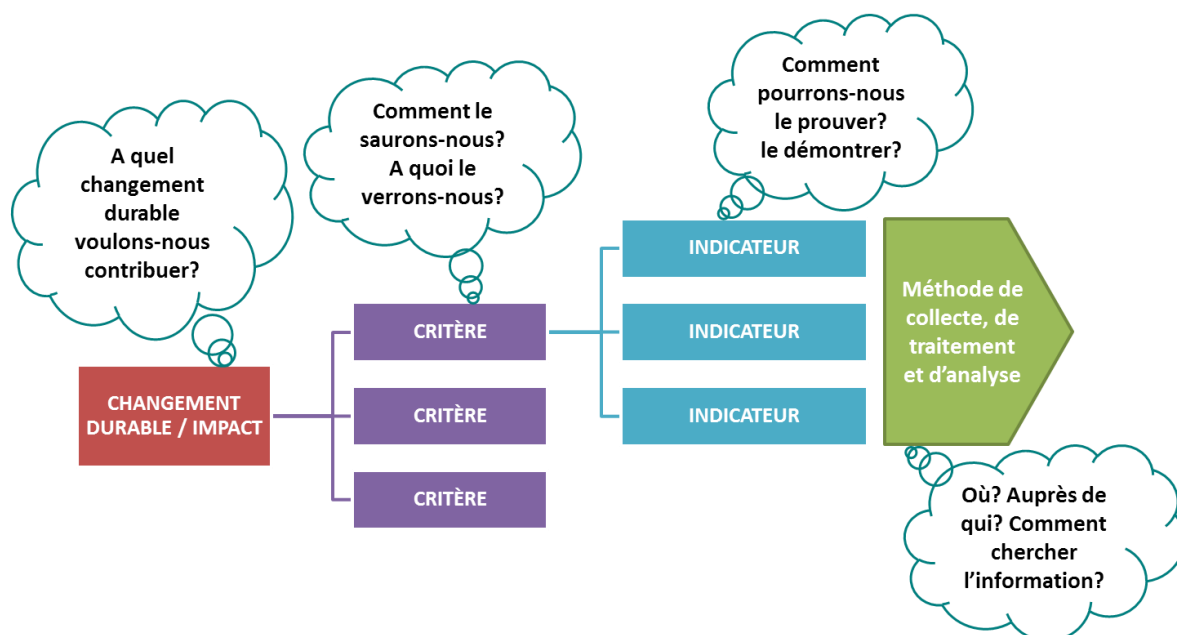 A quel
changement
durable
voulons-nous
contribuer?
Comment le
saurons-nous?
A quoi le
verrons-nous?
Comment
pourrons-nous
le prouver?
le démontrer?
CHANGEMENT
DURABLE / IMPACT
CRITÈRE
CRITÈRE
CRITÈRE
INDICATEUR
INDICATEUR
INDICATEUR
Méthode de
collecte, de
traitement
et d’analyse
Où? Auprès de
qui? Comment
chercher
l’information?